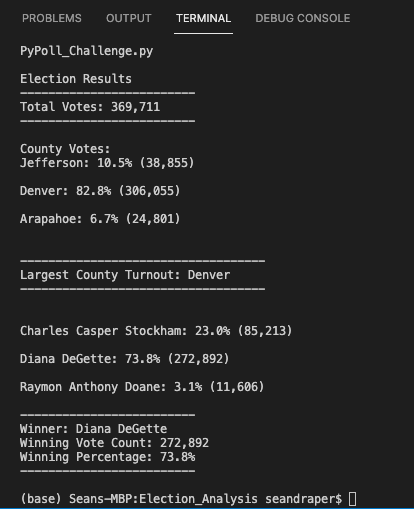 PROBLEMS OUTPUT TERMINAL DEBUG CONSOLE
PyPoll_Challenge.py
Election Results
-------------------------
Total Votes: 369,711
-------------------------
County Votes:
Jefferson: 10.5% (38,855)
Denver: 82.8% (306,055)
Arapahoe: 6.7% (24,801)
-----------------------------------
Largest County Turnout: Denver
-----------------------------------
Charles Casper Stockham: 23.0% (85,213)
Diana DeGette: 73.8% (272,892)
Raymon Anthony Doane: 3.1% (11,606)
-------------------------
Winner: Diana DeGette
Winning Vote Count: 272,892
Winning Percentage: 73.8%
-------------------------
(base) Seans-MBP:Election_Analysis seandraper$